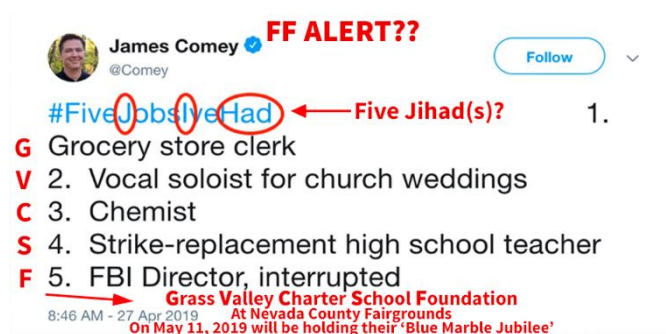 FF ALERT??
James Comey
@Comey
Follow
#FiveJobsIveHad Five Jihad(s)? 1.
G Grocery store clerk
V 2. Vocal soloist for church weddings
C 3. Chemist
S 4. Strike-replacement high school teacher
F 5. FBI Director, interrupted
Grass Valley Charter School Foundation
8:46 AM - 27 Apr 2019 At Nevada County Fairgrounds
On May 11, 2019 will be holding their ‘Blue Marble Jubilee’